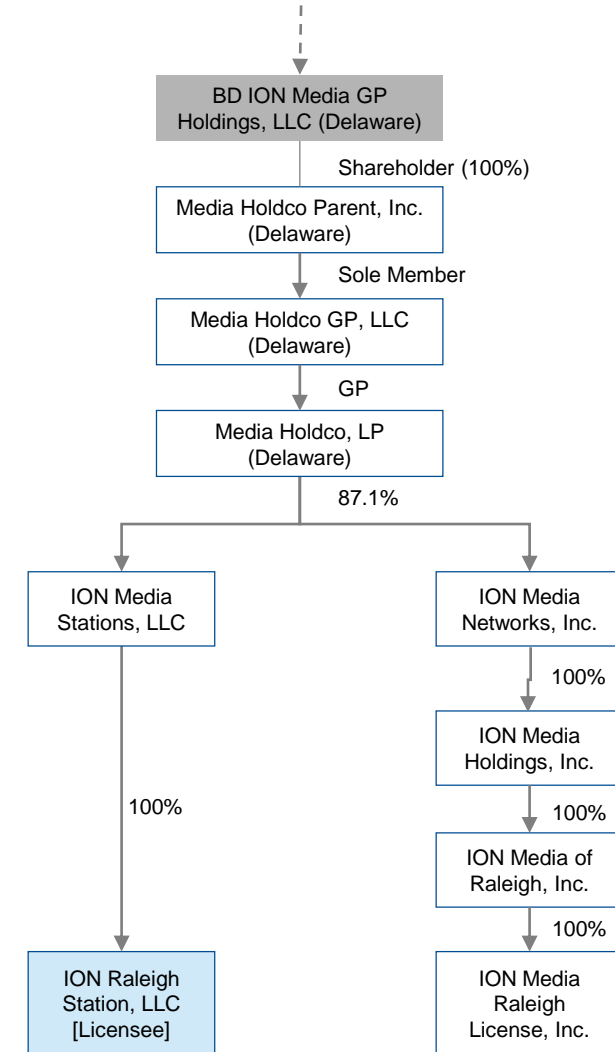 BD ION Media GP
Holdings, LLC (Delaware)
Shareholder (100%)
Media Holdco Parent, Inc.
(Delaware)
Sole Member
Media Holdco GP, LLC
(Delaware)
GP
Media Holdco, LP
(Delaware)
87.1%
ION Media
Stations, LLC
ION Media
Networks, Inc.
100%
ION Media
Holdings, Inc.
100%
100%
ION Media of
Raleigh, Inc.
100%
ION Raleigh
Station, LLC
[Licensee]
ION Media
Raleigh
License, Inc.